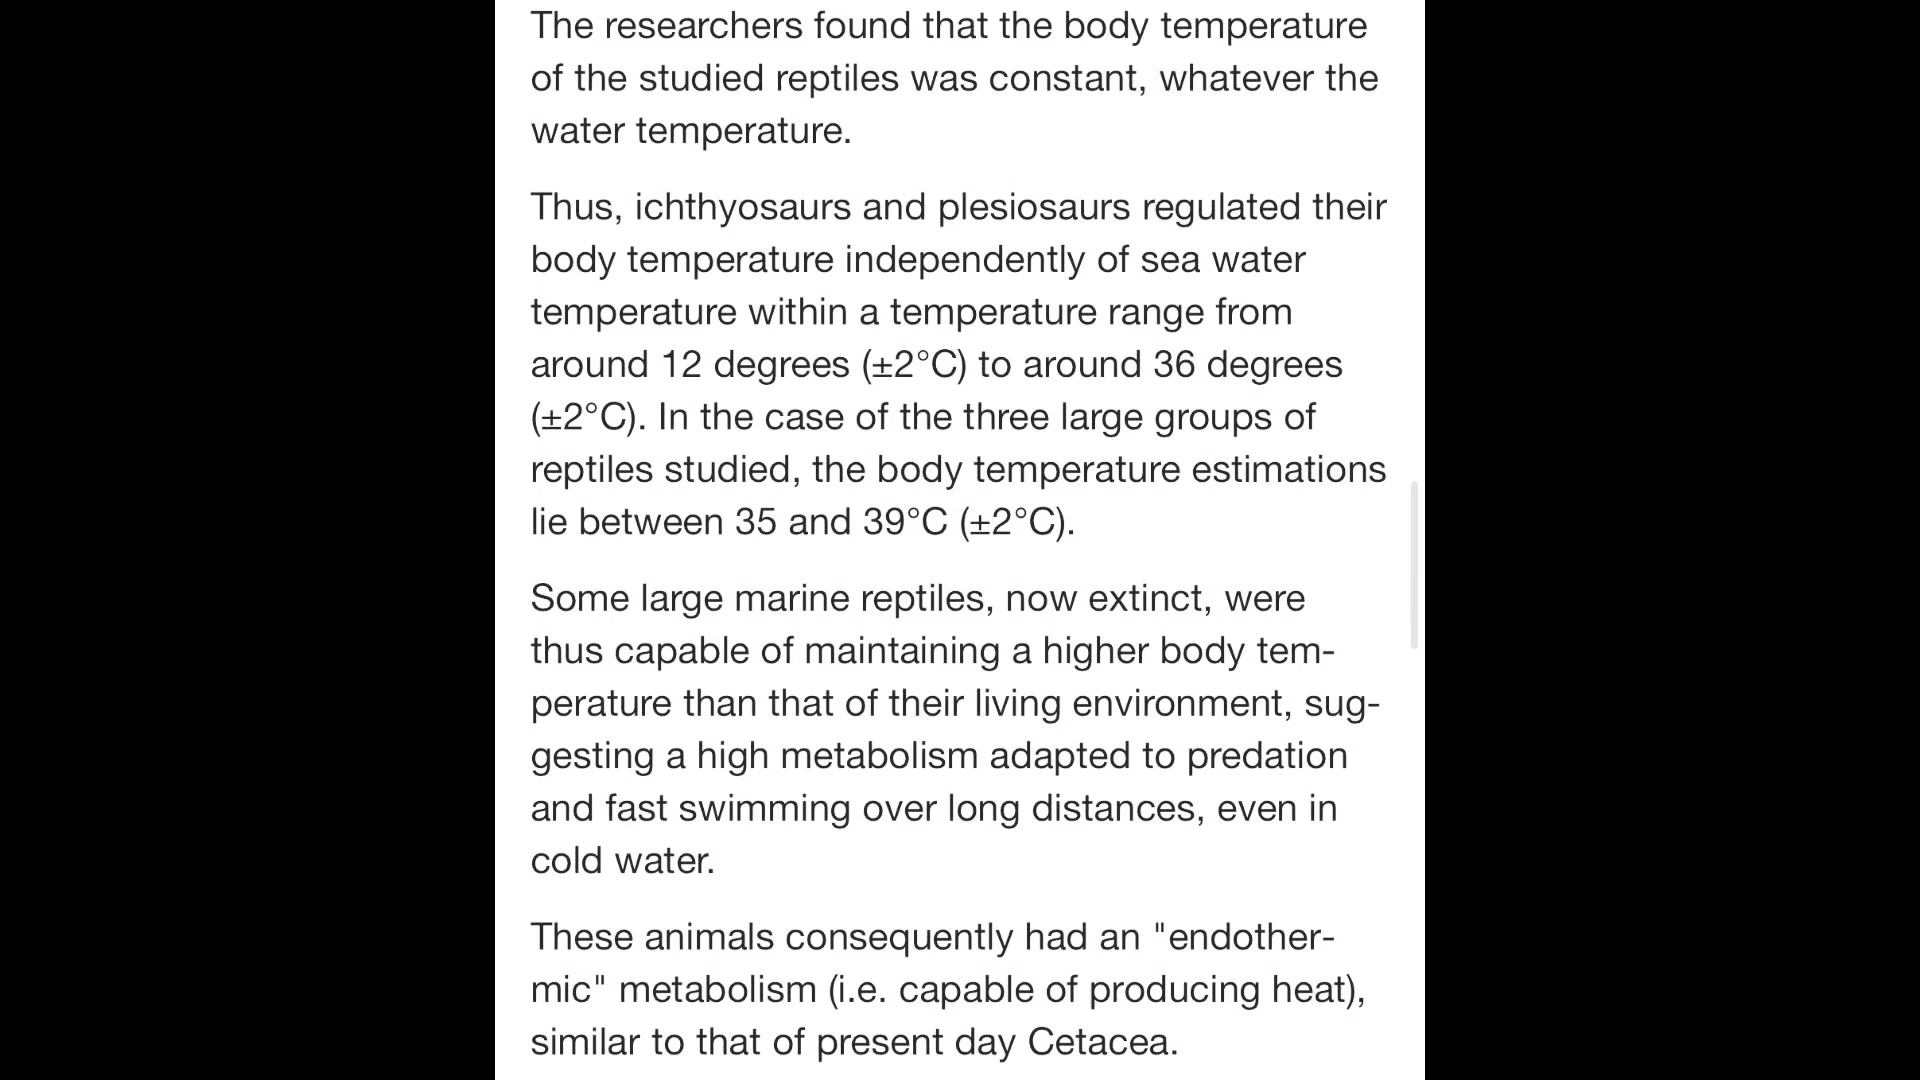 The researchers found that the body temperature
of the studied reptiles was constant, whatever the
water temperature.
Thus, ichthyosaurs and plesiosaurs regulated their
body temperature independently of sea water
temperature within a temperature range from
around 12 degrees (±2°C) to around 36 degrees
(±2°C). In the case of the three large groups of
reptiles studied, the body temperature estimations
lie between 35 and 39°C (±2°C).
Some large marine reptiles, now extinct, were
thus capable of maintaining a higher body tem-
perature than that of their living environment, sug-
gesting a high metabolism adapted to predation
and fast swimming over long distances, even in
cold water.
These animals consequently had an "endother-
mic" metabolism (i.e. capable of producing heat),
similar to that of present day Cetacea.